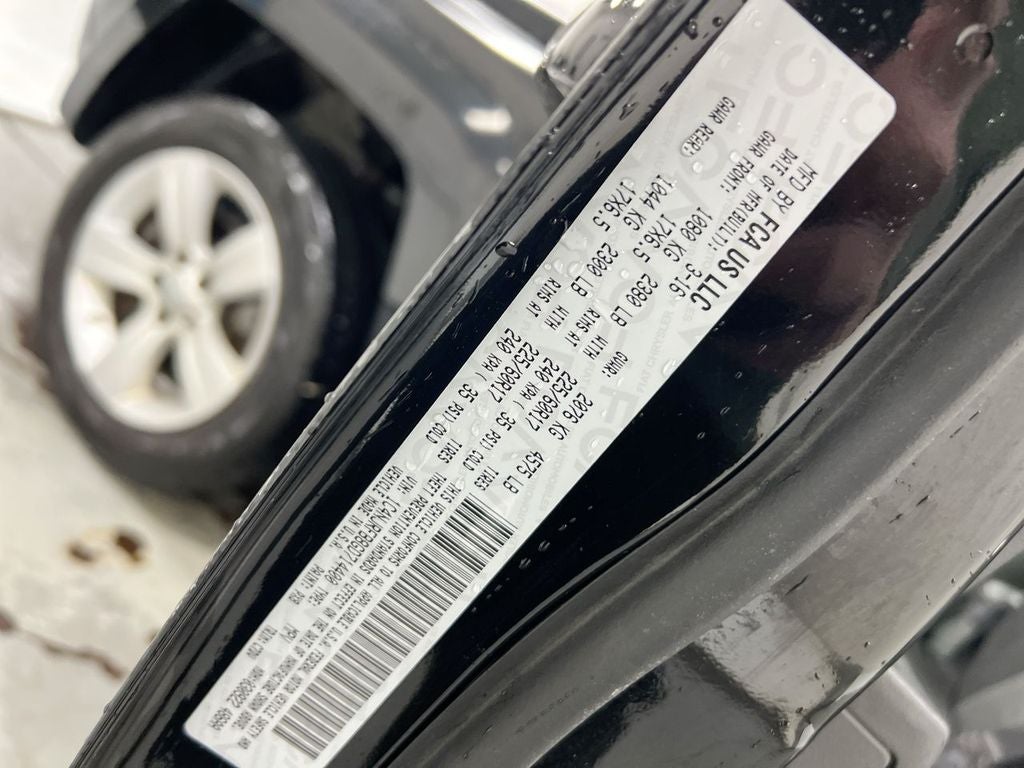 MFD BY FCA US LLC
DATE OF MFR(BUILT): 3-16 GVWR 2076 KG 4575 LB
GAWR FRONT: 1080 KG 2380 LB WITH 225/60R17 TIRES
17X6.5 RIMS AT 240 KPA ( 35 PSI) COLD
GAWR REAR: 1044 KG 2300 LB WITH 225/60R17 TIRES
17X6.5 RIMS AT 240 KPA ( 35 PSI) COLD
THIS VEHICLE CONFORMS TO ALL APPLICABLE U.S.A. FEDERAL MOTOR VEHICLE SAFETY AND
THEFT PREVENTION STANDARDS IN EFFECT ON THE DATE OF MANUFACTURE SHOWN ABOVE.
VIN: TYPE: MPV
VEHICLE MADE IN U.S.A. PAINT: PX8